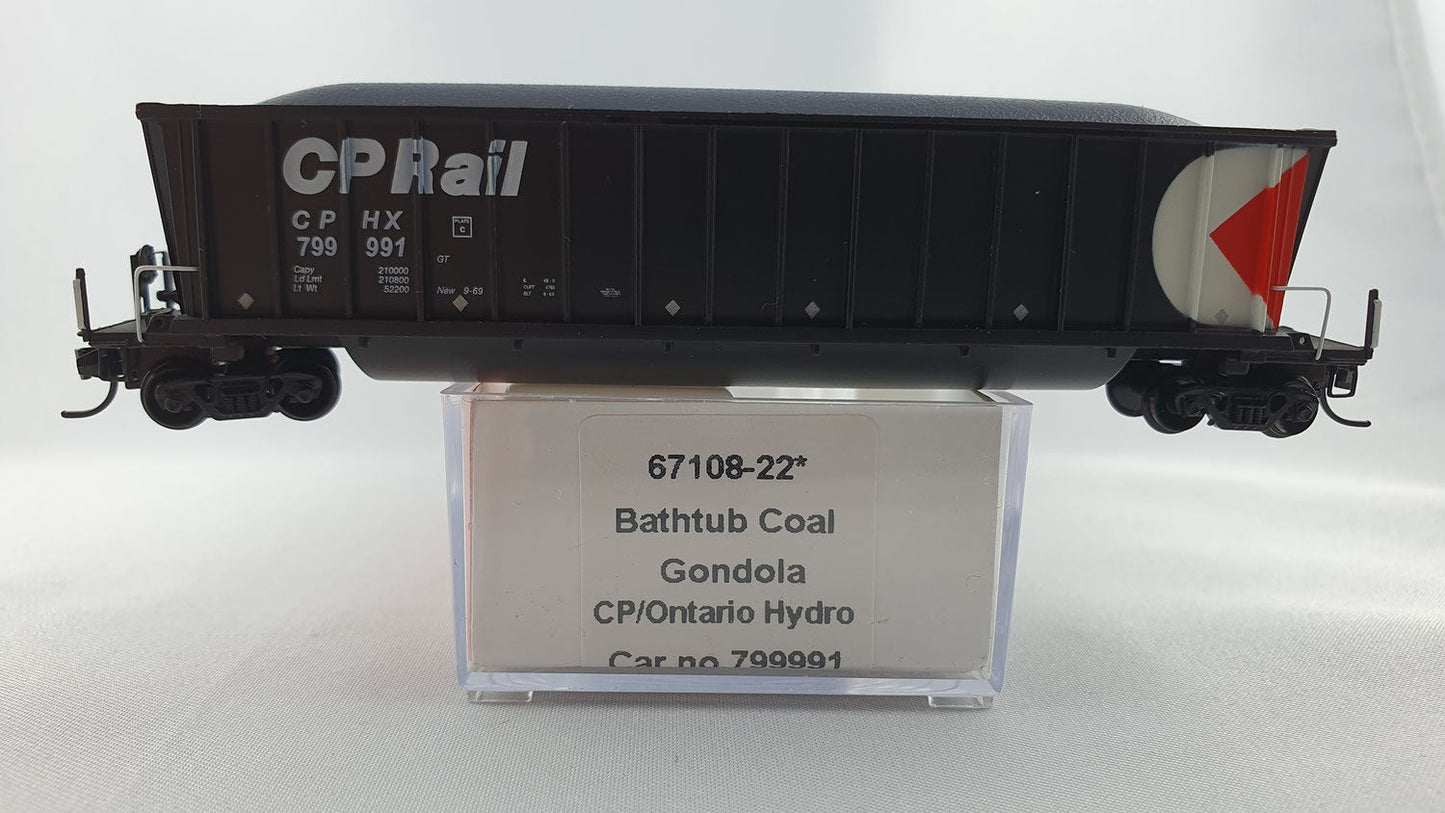 CP Rail
CP HX
799 991
PLATE
C
GT
Capy 210000
Ld Lmt 210800
Lt Wt 52200 New 9-69
67108-22*
Bathtub Coal
Gondola
CP/Ontario Hydro
Car no 799991